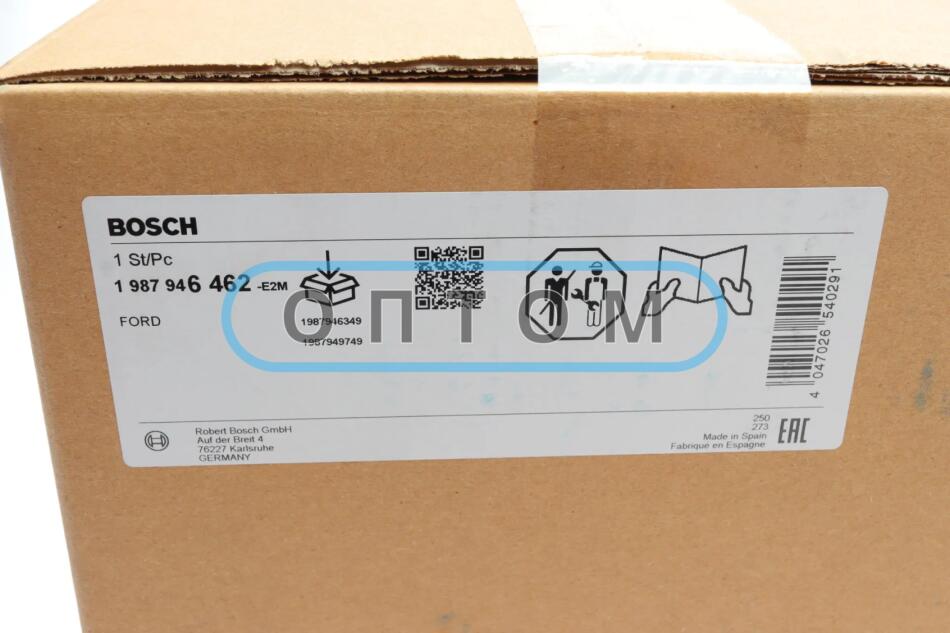 BOSCH
1 St/Pc
1 987 946 462 -E2M
FORD
1987946349
1987949749
ОПТОМ
4 047026 540291
Robert Bosch GmbH
Auf der Breit 4
76227 Karlsruhe
GERMANY
250
273
Made in Spain
Fabriqué en Espagne
EAC